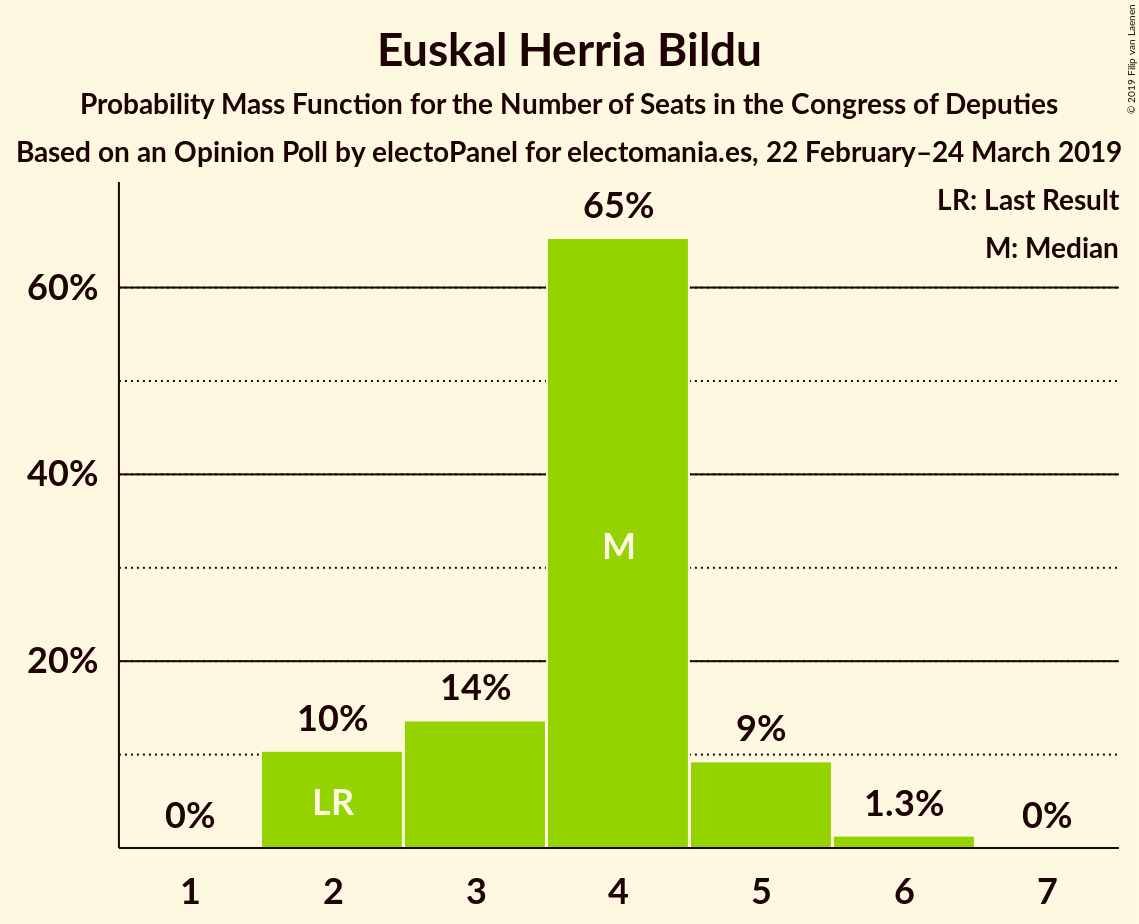 Euskal Herria Bildu
Probability Mass Function for the Number of Seats in the Congress of Deputies
Based on an Opinion Poll by electoPanel for electomania.es, 22 February–24 March 2019
© 2019 Filip van Laenen
LR: Last Result
M: Median
65%
60%
40%
M
20%
14%
10%
9%
LR
1.3%
0%
0%
1 2 3 4 5 6 7